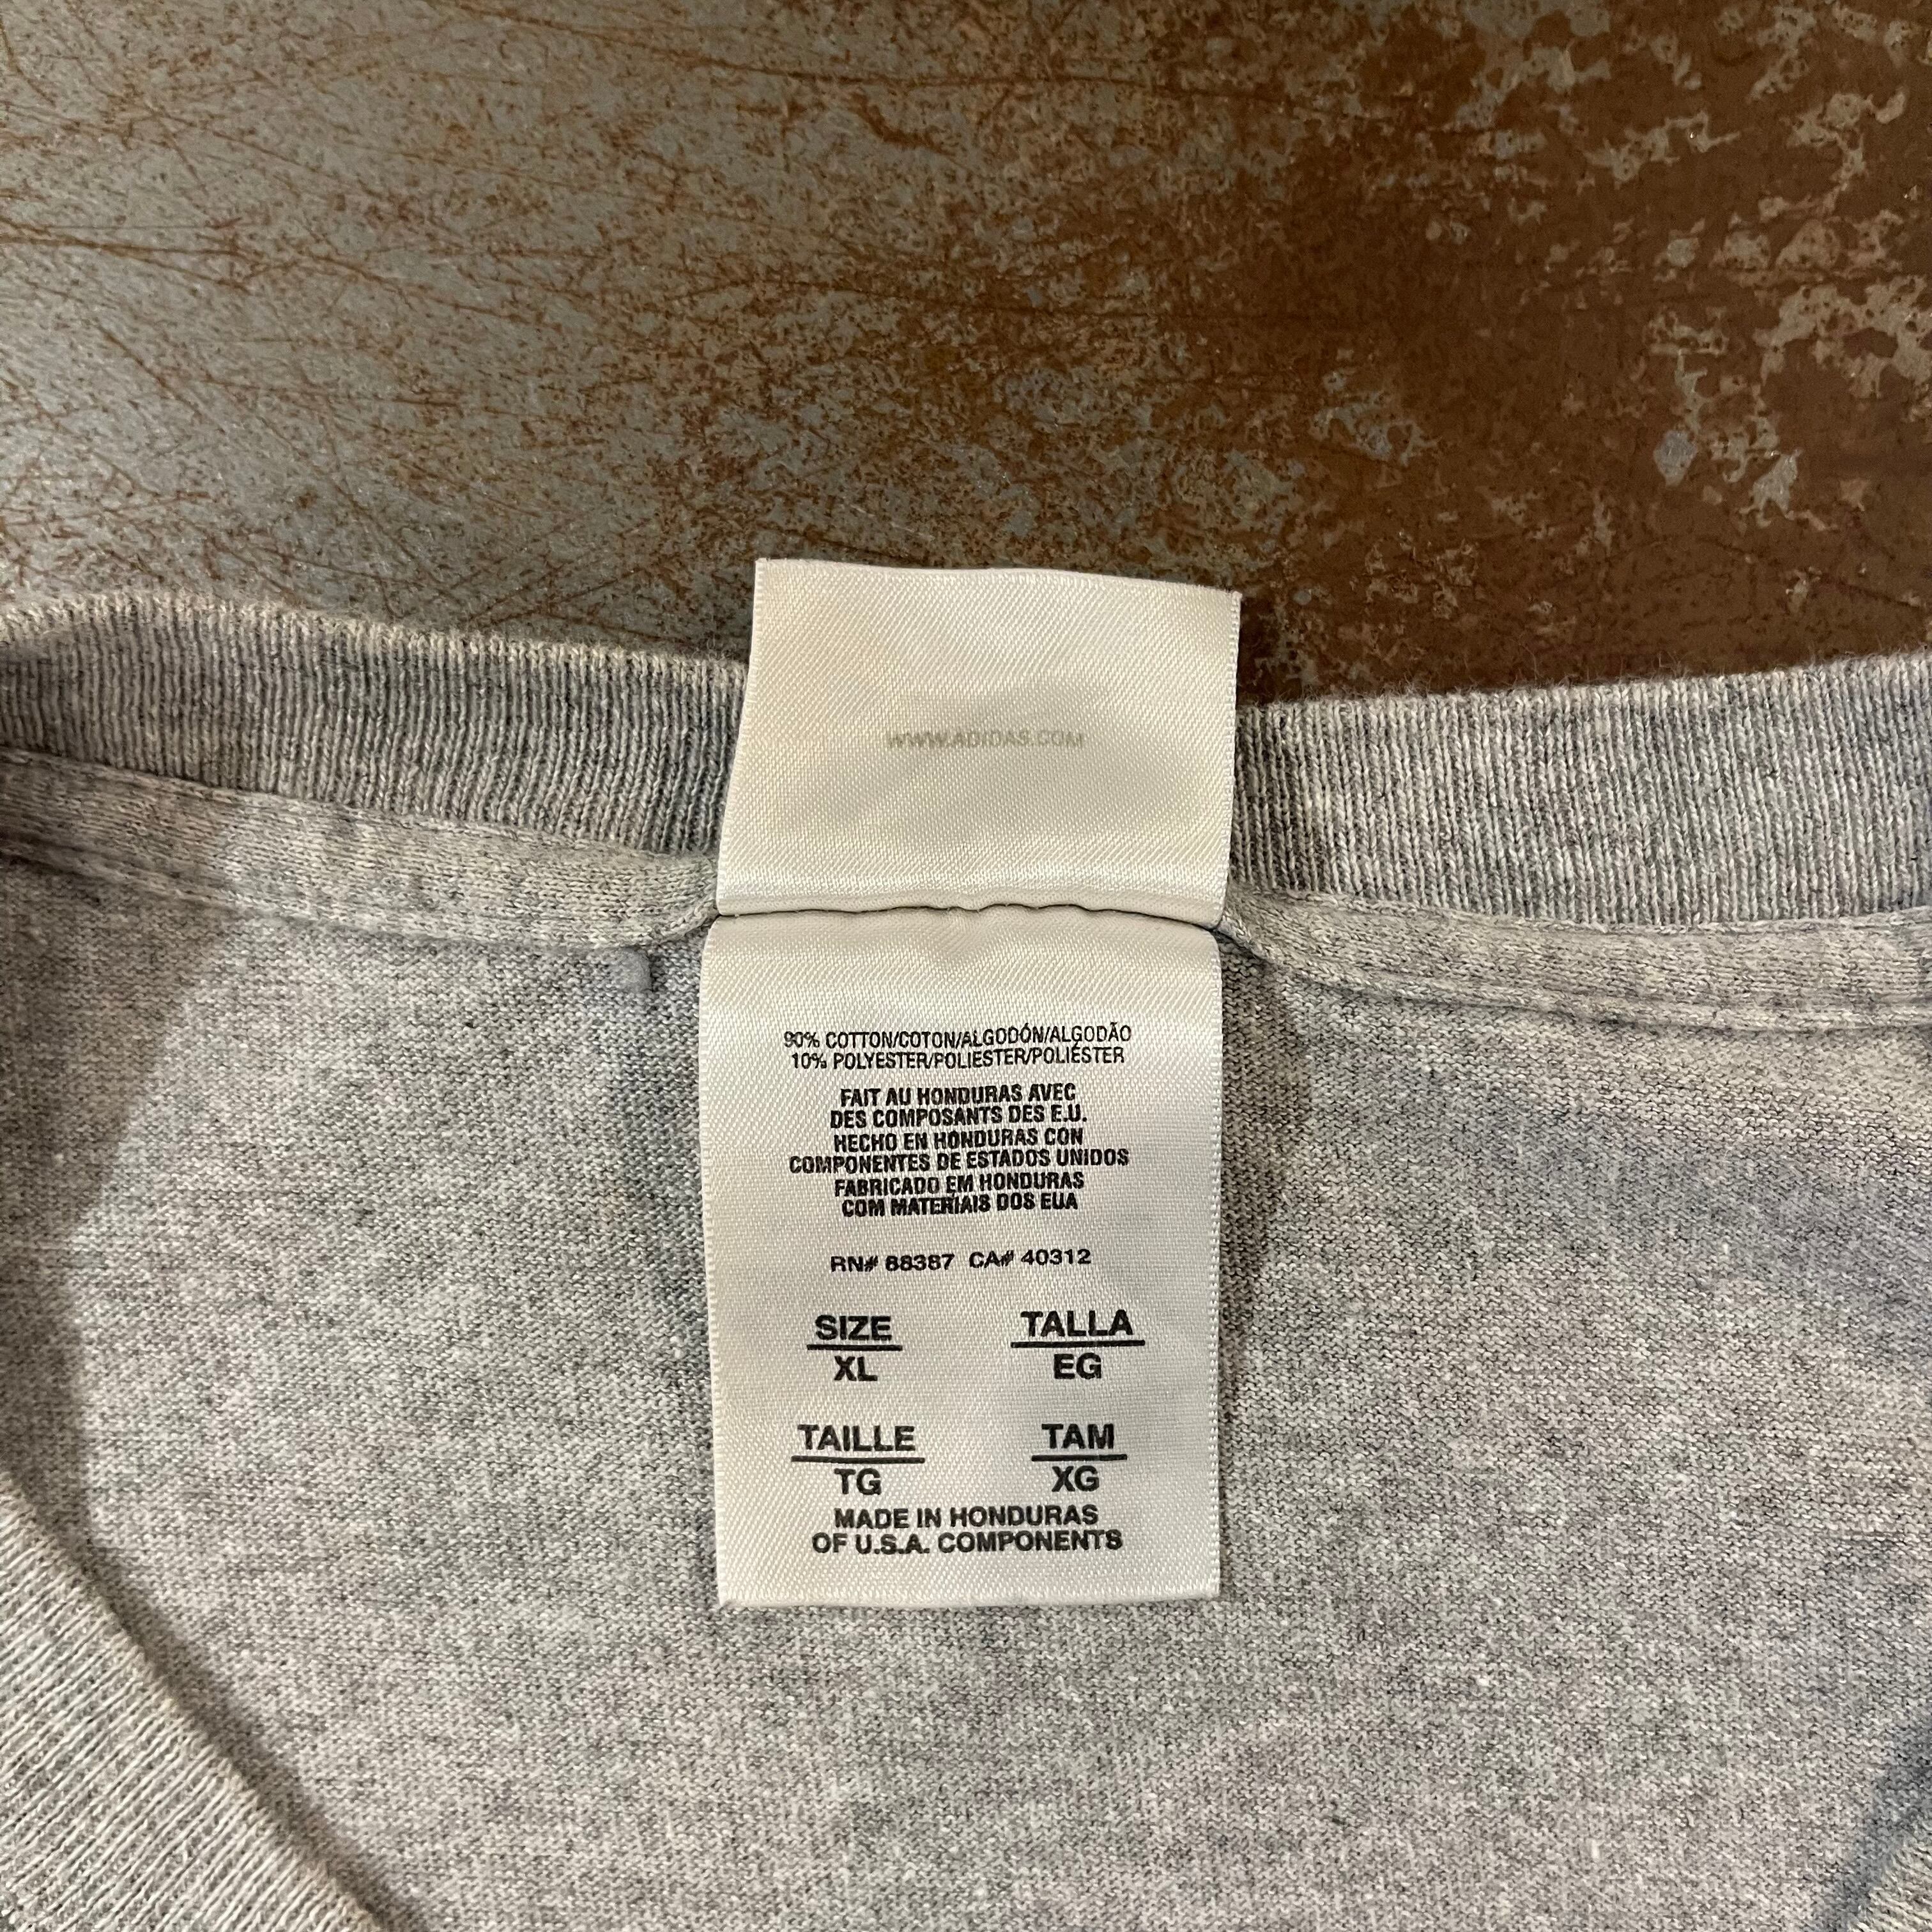 WWW.ADIDAS.COM
90% COTTON/COTON/ALGODÓN/ALGODÃO
10% POLYESTER/POLIESTER/POLIÉSTER
FAIT AU HONDURAS AVEC
DES COMPOSANTS DES E.U.
HECHO EN HONDURAS CON
COMPONENTES DE ESTADOS UNIDOS
FABRICADO EM HONDURAS
COM MATERIAIS DOS EUA
RN# 88387 CA# 40312
SIZE TALLA
XL EG
TAILLE TAM
TG XG
MADE IN HONDURAS
OF U.S.A. COMPONENTS